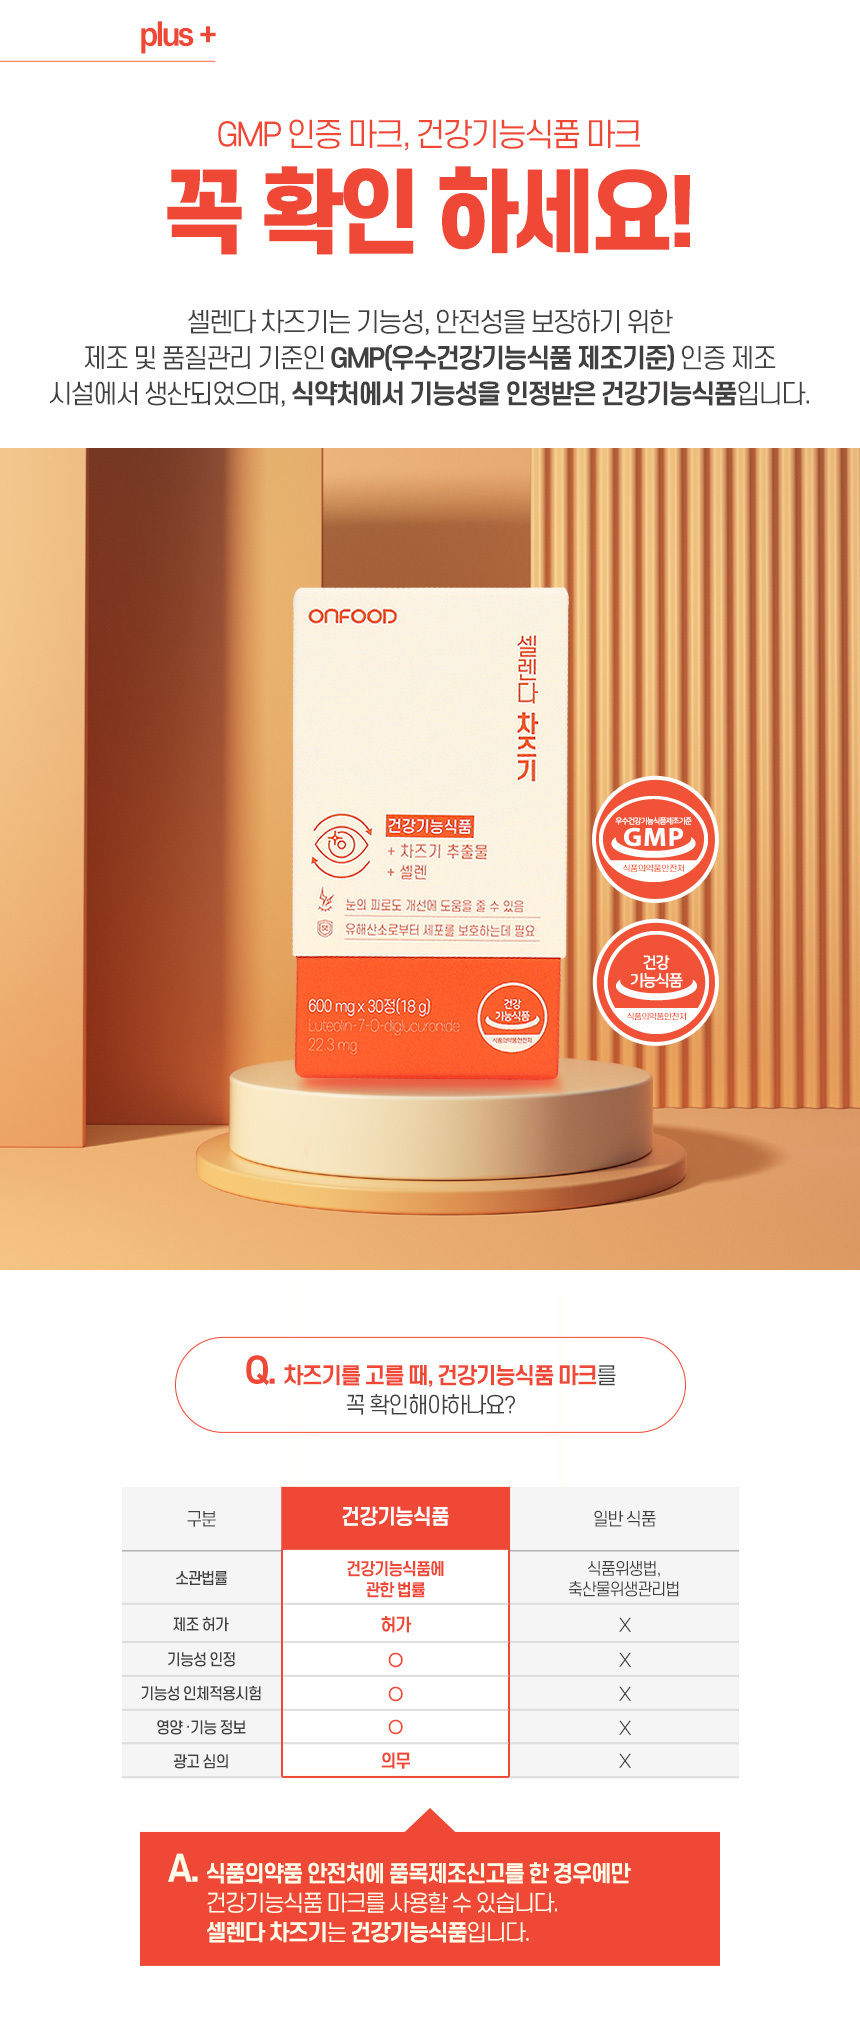 plus +
GMP 인증 마크, 건강기능식품 마크
꼭 확인 하세요!
셀렌다 차즈기는 기능성, 안전성을 보장하기 위한
제조 및 품질관리 기준인 GMP(우수건강기능식품 제조기준) 인증 제조
시설에서 생산되었으며, 식약처에서 기능성을 인정받은 건강기능식품입니다.
ONFOOD
셀렌다 차즈기
건강기능식품
+ 차즈기 추출물
+ 셀렌
눈의 피로도 개선에 도움을 줄 수 있음
유해산소로부터 세포를 보호하는데 필요
600 mg x 30정(18 g)
Luteolin-7-O-diglucuronide
22.3 mg
건강
기능식품
식품의약품안전처
우수건강기능식품제조기준
GMP
식품의약품안전처
건강
기능식품
식품의약품안전처
Q. 차즈기를 고를 때, 건강기능식품 마크를
꼭 확인해야하나요?
구분 건강기능식품 일반 식품
소관법률 건강기능식품에 관한 법률 식품위생법, 축산물위생관리법
제조 허가 허가 X
기능성 인정 O X
기능성 인체적용시험 O X
영양·기능 정보 O X
광고 심의 의무 X
A. 식품의약품 안전처에 품목제조신고를 한 경우에만
건강기능식품 마크를 사용할 수 있습니다.
셀렌다 차즈기는 건강기능식품입니다.